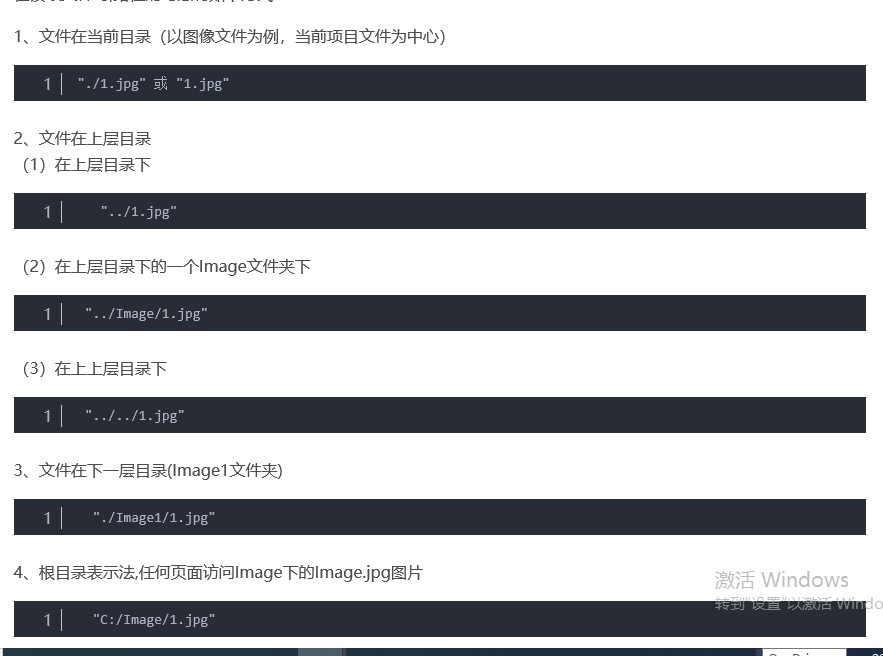 1、文件在当前目录（以图像文件为例，当前项目文件为中心）
1 "./1.jpg" 或 "1.jpg"
2、文件在上层目录
（1）在上层目录下
1 "../1.jpg"
（2）在上层目录下的一个Image文件夹下
1 "../Image/1.jpg"
（3）在上上层目录下
1 "../../1.jpg"
3、文件在下一层目录(Image1文件夹)
1 "./Image1/1.jpg"
4、根目录表示法,任何页面访问Image下的Image.jpg图片
激活 Windows
转到"设置"以激活 Windo
1 "C:/Image/1.jpg"